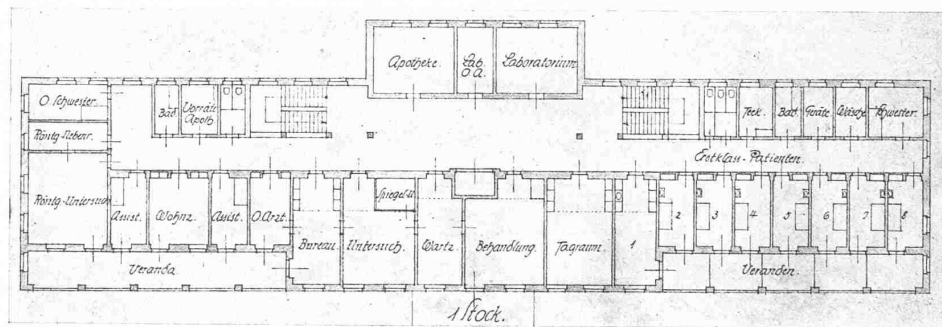 Apotheke.
Lab. O.A.
Laboratorium.
O. Schwester.
Bad
Vorräte Apoth
Teek.
Bad.
Geräte
Wäsche
Schwester.
Röntg-Nebenr.
Erstklass-Patienten.
Röntg-Untersuch.
Assist.
Wohnz.
Assist.
O.Arzt.
Bureau.
Untersuch.
Spiegel-U.
Wartz.
Behandlung.
Tagraum.
1
2
3
4
5
6
7
8
Veranda
Veranden.
1 Stock.